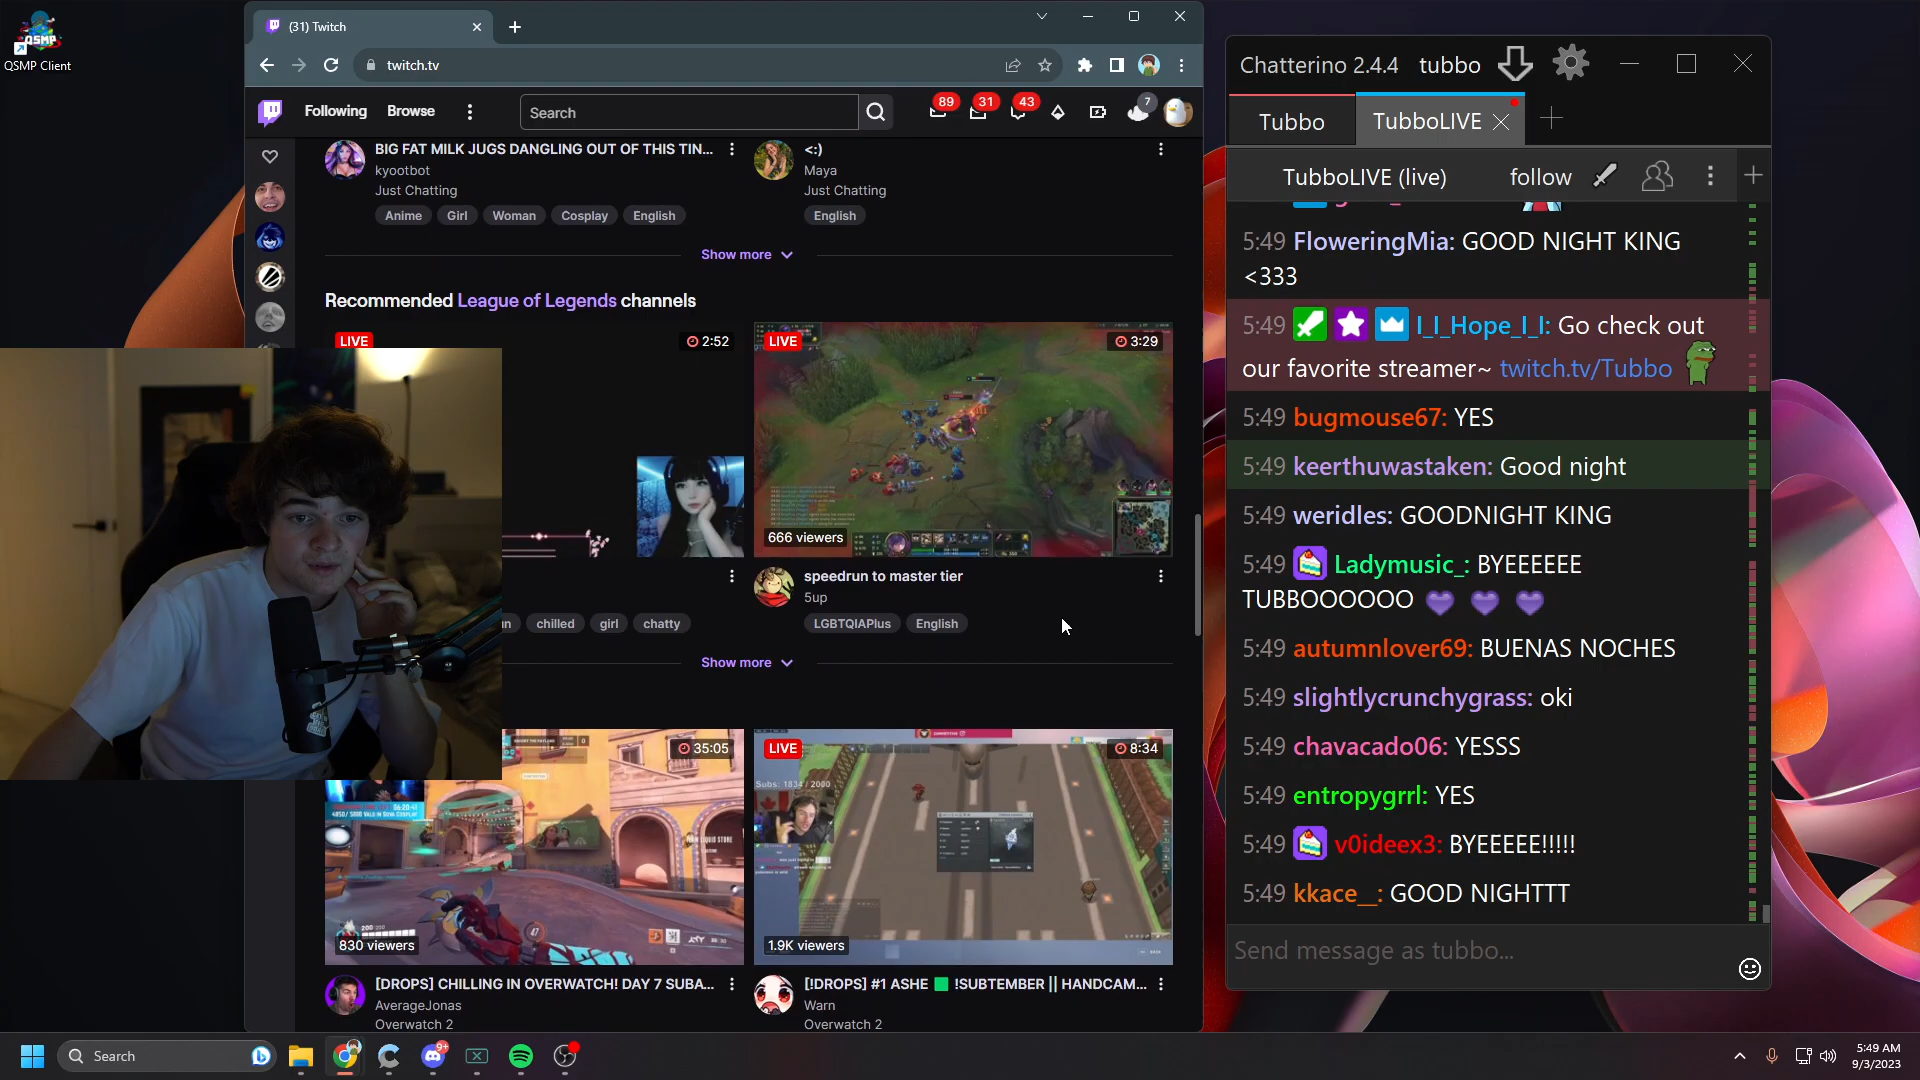 QSMP
QSMP Client
(31) Twitch
twitch.tv
Following
Browse
Search
89
31
43
7
BIG FAT MILK JUGS DANGLING OUT OF THIS TIN...
kyootbot
Just Chatting
Anime
Girl
Woman
Cosplay
English
<:)
Maya
Just Chatting
English
Show more
Recommended League of Legends channels
LIVE
2:52
LIVE
3:29
666 viewers
speedrun to master tier
5up
chilled
girl
chatty
LGBTQIAPlus
English
Show more
35:05
830 viewers
LIVE
8:34
Subs: 1834 / 2000
1.9K viewers
[DROPS] CHILLING IN OVERWATCH! DAY 7 SUBA...
AverageJonas
Overwatch 2
[!DROPS] #1 ASHE 🟩 !SUBTEMBER || HANDCAM...
Warn
Overwatch 2
Chatterino 2.4.4
tubbo
Tubbo
TubboLIVE
TubboLIVE (live)
follow
5:49 FloweringMia: GOOD NIGHT KING
<333
5:49 I_I_Hope_I_I: Go check out
our favorite streamer~ twitch.tv/Tubbo
5:49 bugmouse67: YES
5:49 keerthuwastaken: Good night
5:49 weridles: GOODNIGHT KING
5:49 Ladymusic_: BYEEEEEE
TUBBOOOOOO 💜 💜 💜
5:49 autumnlover69: BUENAS NOCHES
5:49 slightlycrunchygrass: oki
5:49 chavacado06: YESSS
5:49 entropygrrl: YES
5:49 v0ideex3: BYEEEEE!!!!!
5:49 kkace__: GOOD NIGHTTT
Send message as tubbo...
Search
9+
5:49 AM
9/3/2023